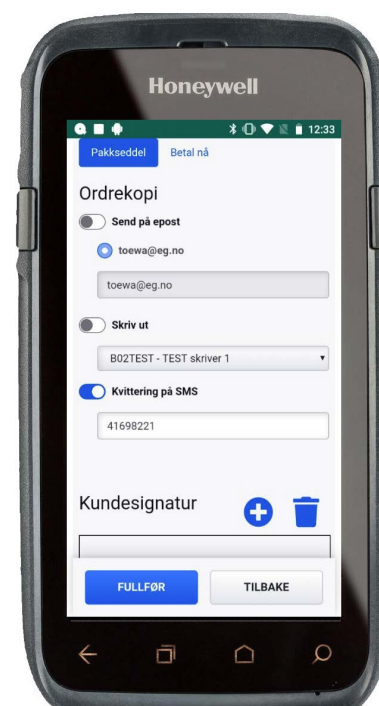 Honeywell
12:33
Pakkseddel Betal nå
Ordrekopi
Send på epost
toewa@eg.no
toewa@eg.no
Skriv ut
B02TEST - TEST skriver 1
Kvittering på SMS
41698221
Kundesignatur
FULLFØR TILBAKE